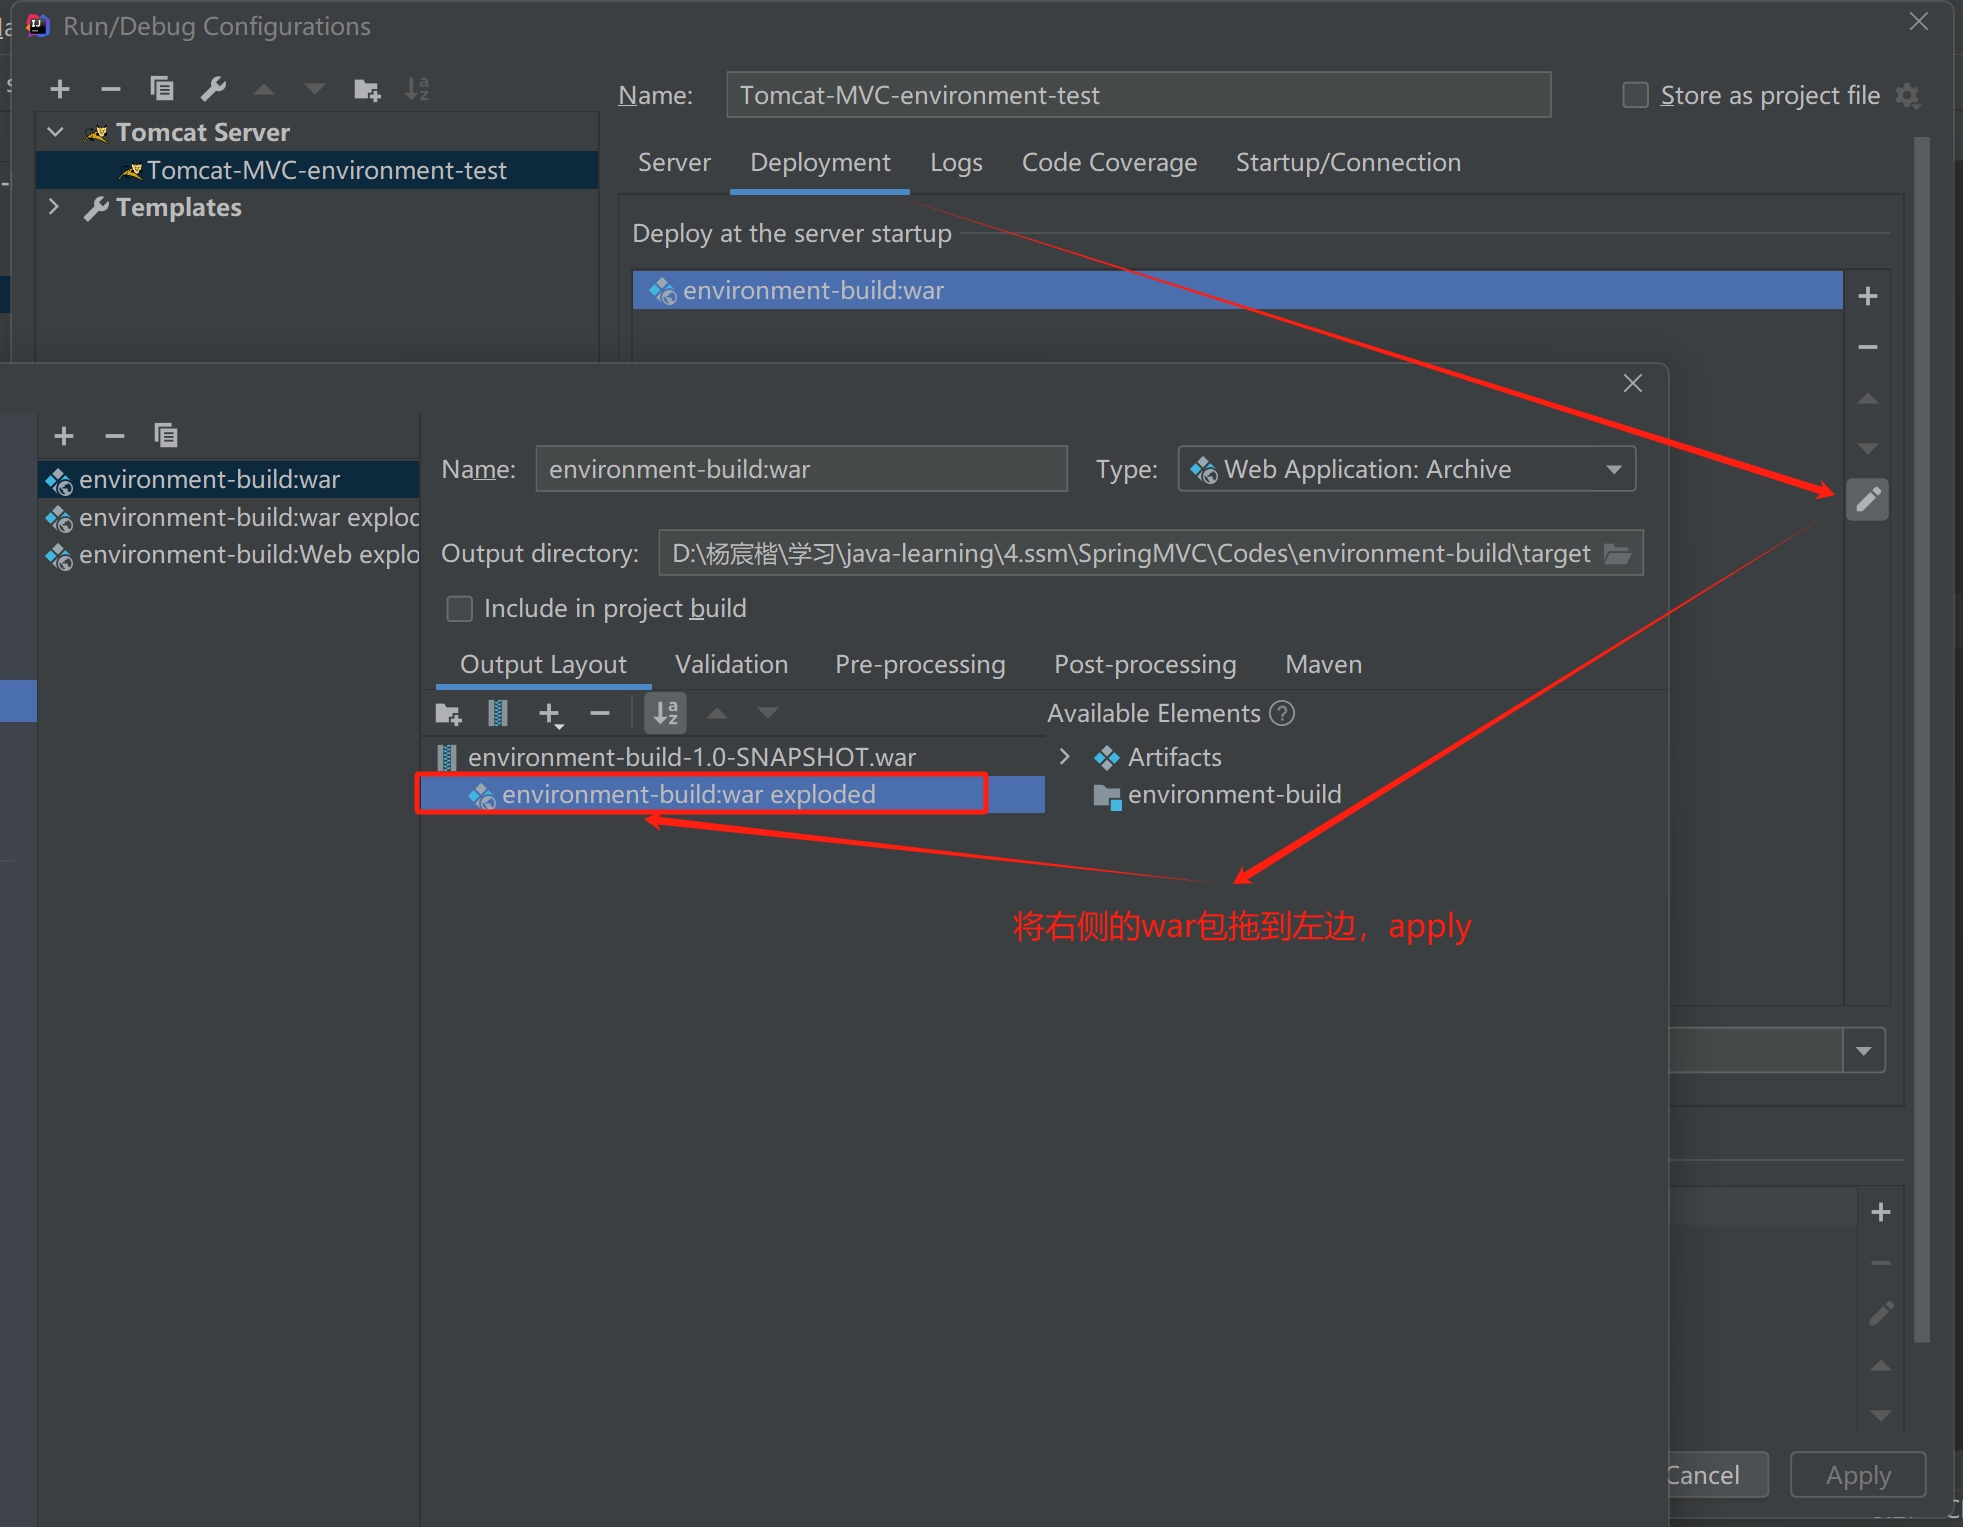 Run/Debug Configurations
Name: Tomcat-MVC-environment-test
Store as project file
Tomcat Server
Tomcat-MVC-environment-test
Templates
Server Deployment Logs Code Coverage Startup/Connection
Deploy at the server startup
environment-build:war
environment-build:war
environment-build:war explod
environment-build:Web explo
Name: environment-build:war Type: Web Application: Archive
Output directory: D:\杨宸楷\学习\java-learning\4.ssm\SpringMVC\Codes\environment-build\target
Include in project build
Output Layout Validation Pre-processing Post-processing Maven
Available Elements
environment-build-1.0-SNAPSHOT.war
environment-build:war exploded
Artifacts
environment-build
将右侧的war包拖到左边，apply
Cancel Apply